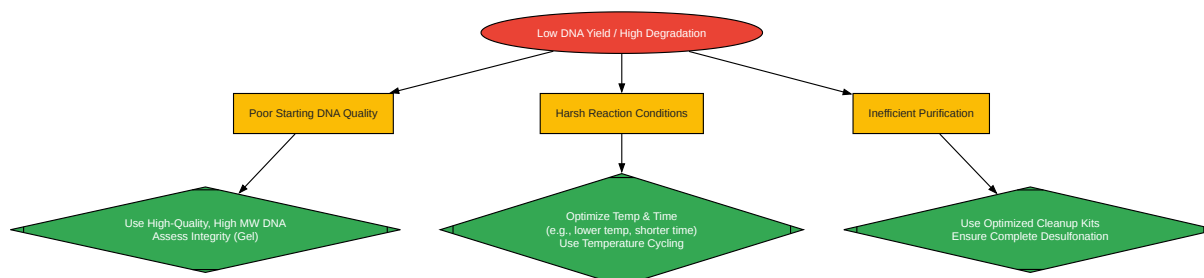 Low DNA Yield / High Degradation
Poor Starting DNA Quality
Harsh Reaction Conditions
Inefficient Purification
Use High-Quality, High MW DNA
Assess Integrity (Gel)
Optimize Temp & Time
(e.g., lower temp, shorter time)
Use Temperature Cycling
Use Optimized Cleanup Kits
Ensure Complete Desulfonation